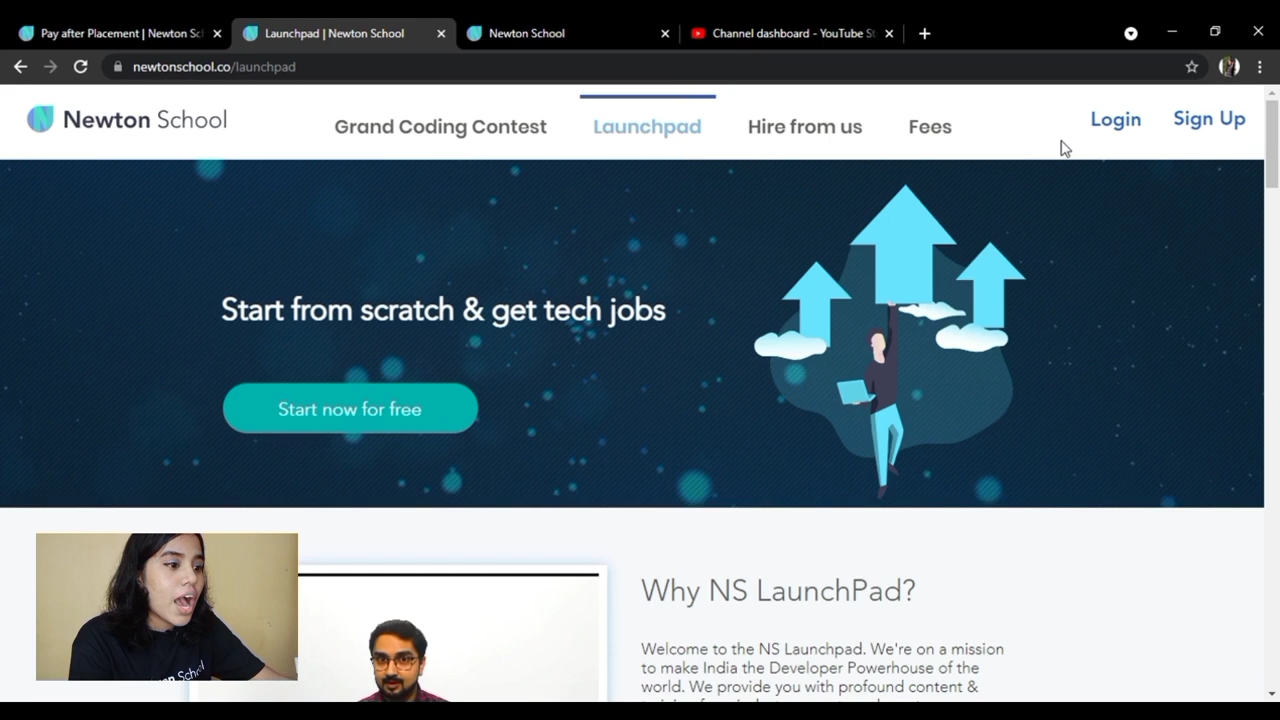 Pay after Placement | Newton Sc
Launchpad | Newton School
Newton School
Channel dashboard - YouTube St
newtonschool.co/launchpad
Newton School
Grand Coding Contest
Launchpad
Hire from us
Fees
Login
Sign Up
Start from scratch & get tech jobs
Start now for free
Why NS LaunchPad?
Welcome to the NS Launchpad. We're on a mission
to make India the Developer Powerhouse of the
world. We provide you with profound content &